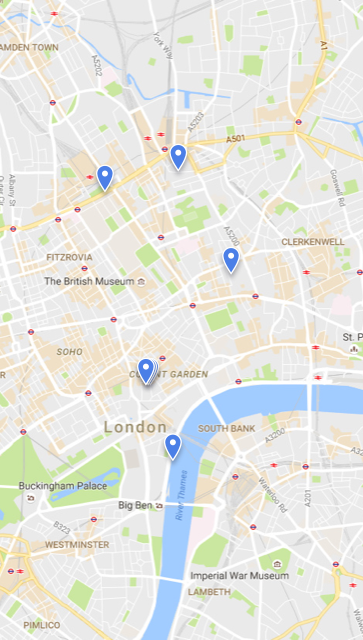 AMDEN TOWN
A5202
York Way
A1
A5203
A501
Albany St
Goswell Rd
A5200
CLERKENWELL
FITZROVIA
The British Museum
St. P
SOHO
COVENT GARDEN
R
London
SOUTH BANK
A3200
Buckingham Palace
Waterloo Rd
A201
Big Ben
River Thames
B323
WESTMINSTER
Imperial War Museum
LAMBETH
PIMLICO